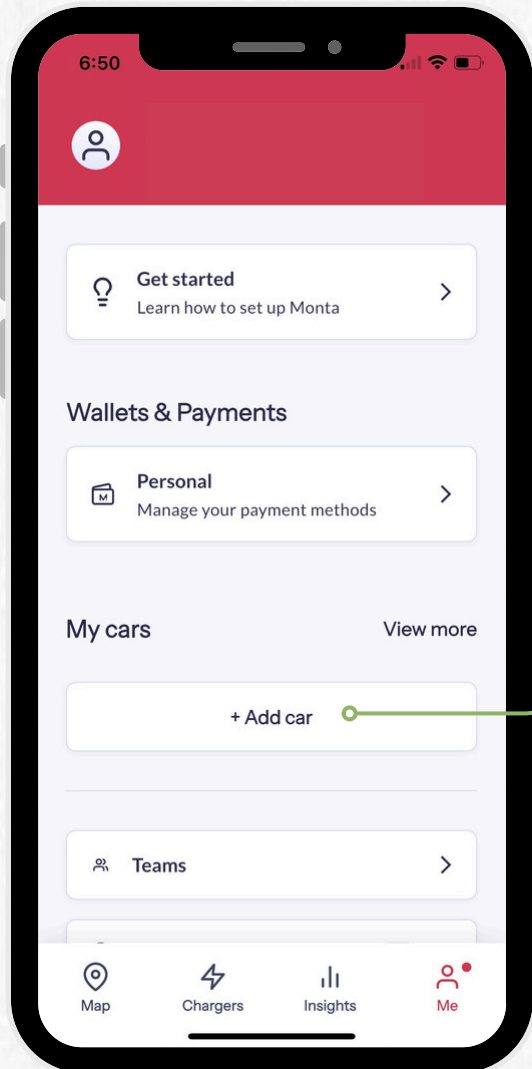 6:50
Get started
Learn how to set up Monta
Wallets & Payments
M
Personal
Manage your payment methods
My cars
View more
+ Add car
Teams
Map
Chargers
Insights
Me